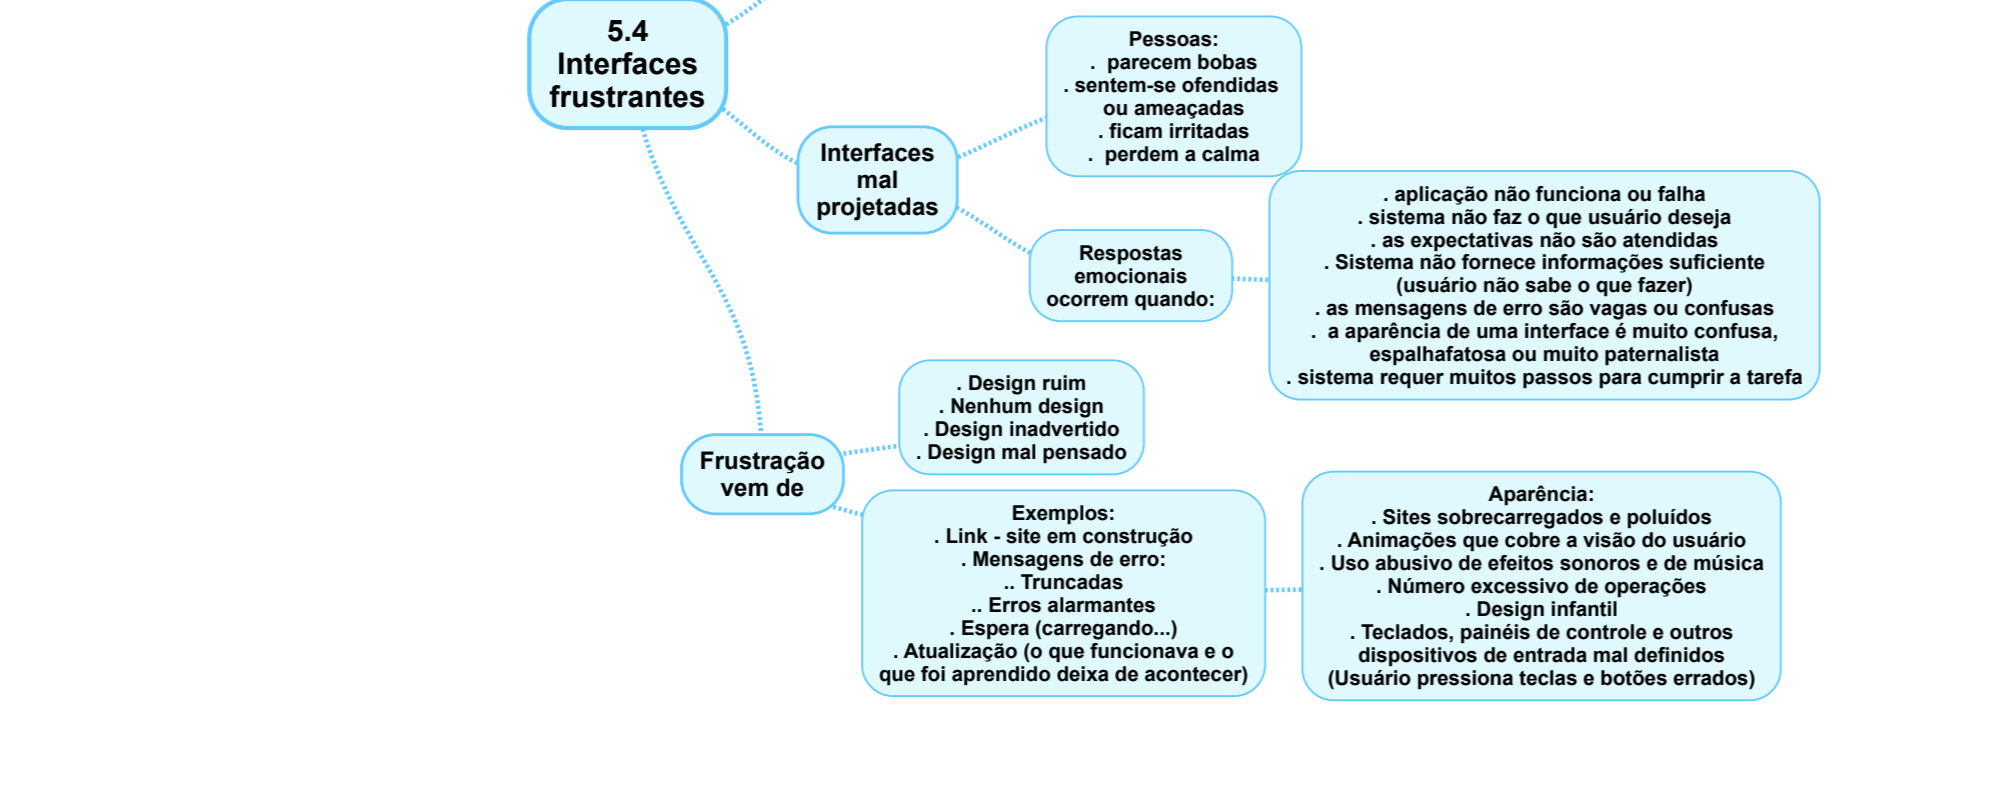 5.4
Interfaces
frustrantes
Interfaces
mal
projetadas
Pessoas:
. parecem bobas
. sentem-se ofendidas
ou ameaçadas
. ficam irritadas
. perdem a calma
Respostas
emocionais
ocorrem quando:
. aplicação não funciona ou falha
. sistema não faz o que usuário deseja
. as expectativas não são atendidas
. Sistema não fornece informações suficiente
(usuário não sabe o que fazer)
. as mensagens de erro são vagas ou confusas
. a aparência de uma interface é muito confusa,
espalhafatosa ou muito paternalista
. sistema requer muitos passos para cumprir a tarefa
Frustração
vem de
. Design ruim
. Nenhum design
. Design inadvertido
. Design mal pensado
Exemplos:
. Link - site em construção
. Mensagens de erro:
.. Truncadas
.. Erros alarmantes
. Espera (carregando...)
. Atualização (o que funcionava e o
que foi aprendido deixa de acontecer)
Aparência:
. Sites sobrecarregados e poluídos
. Animações que cobre a visão do usuário
. Uso abusivo de efeitos sonoros e de música
. Número excessivo de operações
. Design infantil
. Teclados, painéis de controle e outros
dispositivos de entrada mal definidos
(Usuário pressiona teclas e botões errados)